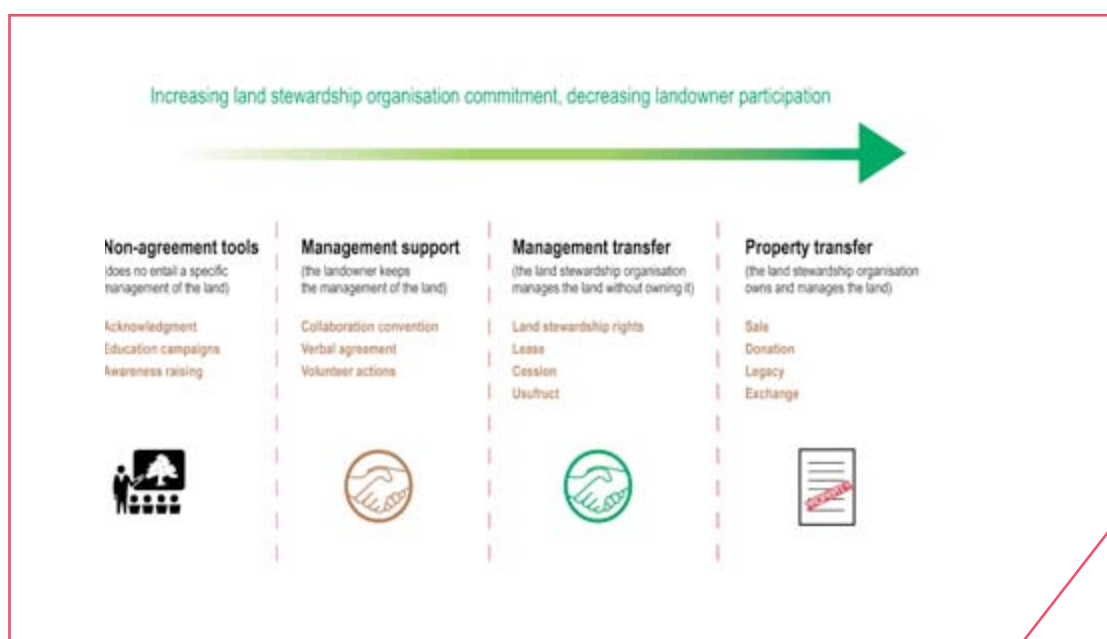 Increasing land stewardship organisation commitment, decreasing landowner participation
Non-agreement tools
(does no entail a specific
management of the land)
Acknowledgment
Education campaigns
Awareness raising
Management support
(the landowner keeps
the management of the land)
Collaboration convention
Verbal agreement
Volunteer actions
Management transfer
(the land stewardship organisation
manages the land without owning it)
Land stewardship rights
Lease
Cession
Usufruct
Property transfer
(the land stewardship organisation
owns and manages the land)
Sale
Donation
Legacy
Exchange